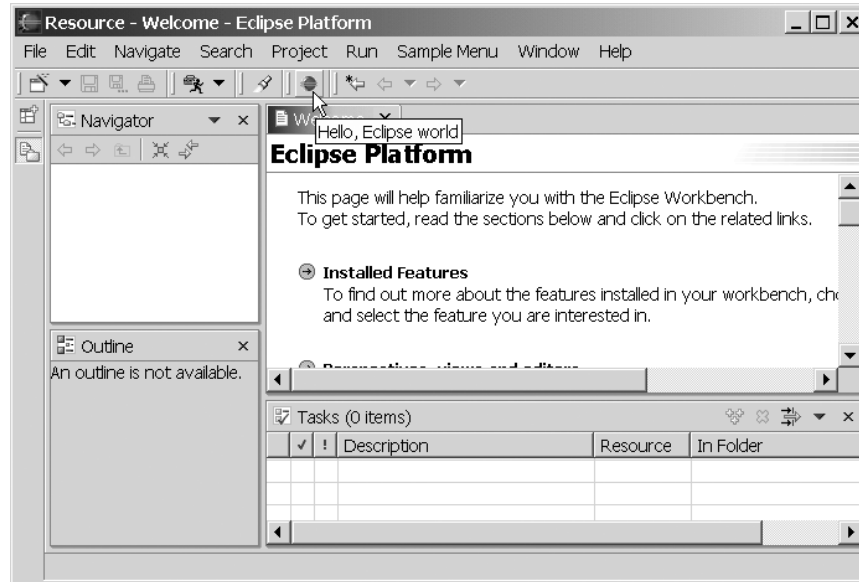 Resource - Welcome - Eclipse Platform
File Edit Navigate Search Project Run Sample Menu Window Help
Navigator
Hello, Eclipse world
Eclipse Platform
This page will help familiarize you with the Eclipse Workbench.
To get started, read the sections below and click on the related links.
Installed Features
To find out more about the features installed in your workbench, cho
and select the feature you are interested in.
Outline
An outline is not available.
Tasks (0 items)
! Description Resource In Folder